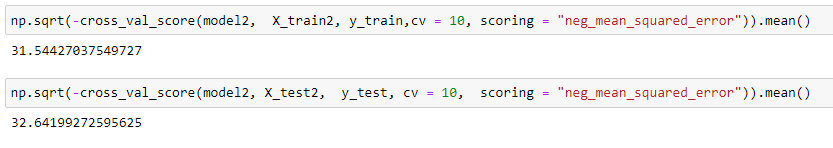 np.sqrt(-cross_val_score(model2,  X_train2, y_train,cv = 10, scoring = "neg_mean_squared_error")).mean()
31.54427037549727
np.sqrt(-cross_val_score(model2, X_test2,  y_test, cv = 10,  scoring = "neg_mean_squared_error")).mean()
32.64199272595625